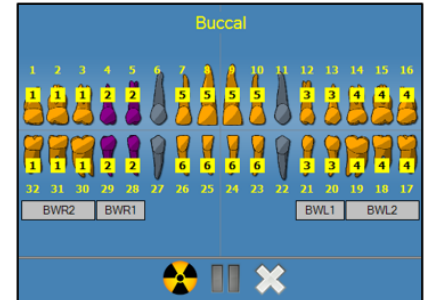 Buccal
1 2 3 4 5 6 7 8 9 10 11 12 13 14 15 16
1 1 1 2 2 5 5 5 5 3 3 4 4 4
1 1 1 2 2 6 6 6 6 3 3 4 4 4
32 31 30 29 28 27 26 25 24 23 22 21 20 19 18 17
BWR2 BWR1 BWL1 BWL2